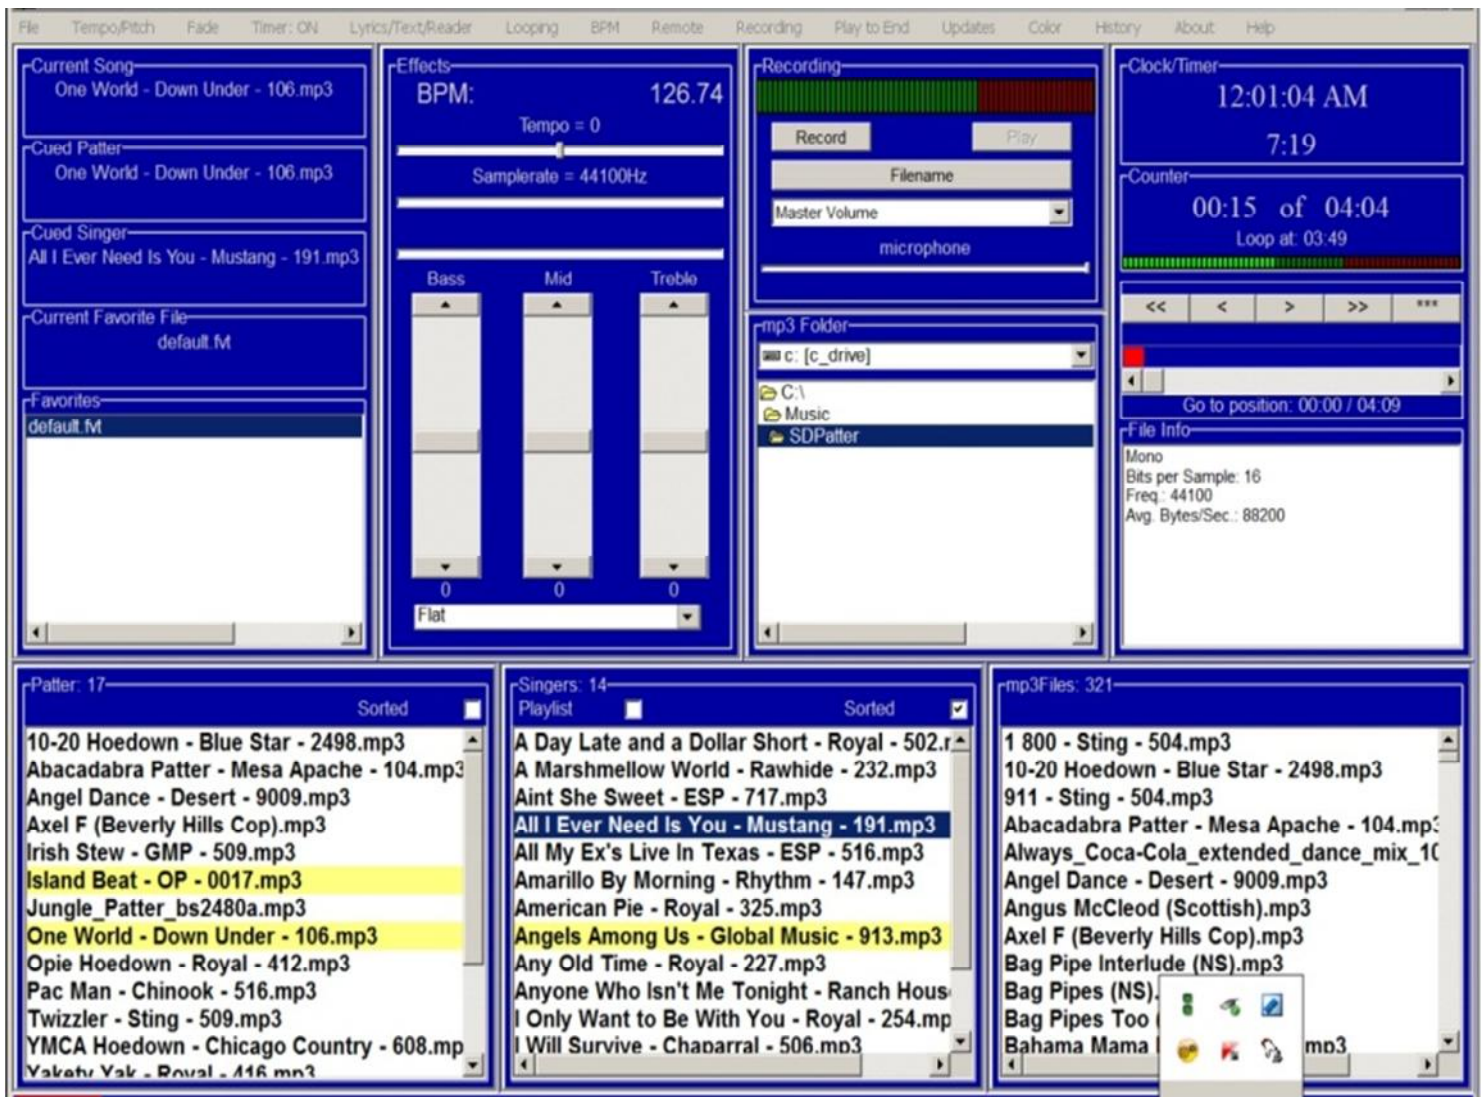 File Tempo/Pitch Fade Timer: ON Lyrics/Text/Reader Looping BPM Remote Recording Play to End Updates Color History About Help
Current Song
One World - Down Under - 106.mp3
Cued Patter
One World - Down Under - 106.mp3
Cued Singer
All I Ever Need Is You - Mustang - 191.mp3
Current Favorite File
default.fvt
Favorites
default.fvt
Effects
BPM: 126.74
Tempo = 0
Samplerate = 44100Hz
Bass Mid Treble
0 0 0
Flat
Recording
Record Play
Filename
Master Volume
microphone
mp3 Folder
c: [c_drive]
C:\
Music
SDPatter
Clock/Timer
12:01:04 AM
7:19
Counter
00:15 of 04:04
Loop at: 03:49
<< < > >> ***
Go to position: 00:00 / 04:09
File Info
Mono
Bits per Sample: 16
Freq.: 44100
Avg. Bytes/Sec.: 88200
Patter: 17
Sorted
10-20 Hoedown - Blue Star - 2498.mp3
Abacadabra Patter - Mesa Apache - 104.mp3
Angel Dance - Desert - 9009.mp3
Axel F (Beverly Hills Cop).mp3
Irish Stew - GMP - 509.mp3
Island Beat - OP - 0017.mp3
Jungle_Patter_bs2480a.mp3
One World - Down Under - 106.mp3
Opie Hoedown - Royal - 412.mp3
Pac Man - Chinook - 516.mp3
Twizzler - Sting - 509.mp3
YMCA Hoedown - Chicago Country - 608.mp
Yakety Yak - Royal - 416.mp3
Singers: 14
Playlist Sorted
A Day Late and a Dollar Short - Royal - 502.r
A Marshmellow World - Rawhide - 232.mp3
Aint She Sweet - ESP - 717.mp3
All I Ever Need Is You - Mustang - 191.mp3
All My Ex's Live In Texas - ESP - 516.mp3
Amarillo By Morning - Rhythm - 147.mp3
American Pie - Royal - 325.mp3
Angels Among Us - Global Music - 913.mp3
Any Old Time - Royal - 227.mp3
Anyone Who Isn't Me Tonight - Ranch Hous
I Only Want to Be With You - Royal - 254.mp
I Will Survive - Chaparral - 506.mp3
mp3Files: 321
1 800 - Sting - 504.mp3
10-20 Hoedown - Blue Star - 2498.mp3
911 - Sting - 504.mp3
Abacadabra Patter - Mesa Apache - 104.mp3
Always_Coca-Cola_extended_dance_mix_10
Angel Dance - Desert - 9009.mp3
Angus McCleod (Scottish).mp3
Axel F (Beverly Hills Cop).mp3
Bag Pipe Interlude (NS).mp3
Bag Pipes (NS).
Bag Pipes Too (
Bahama Mama mp3